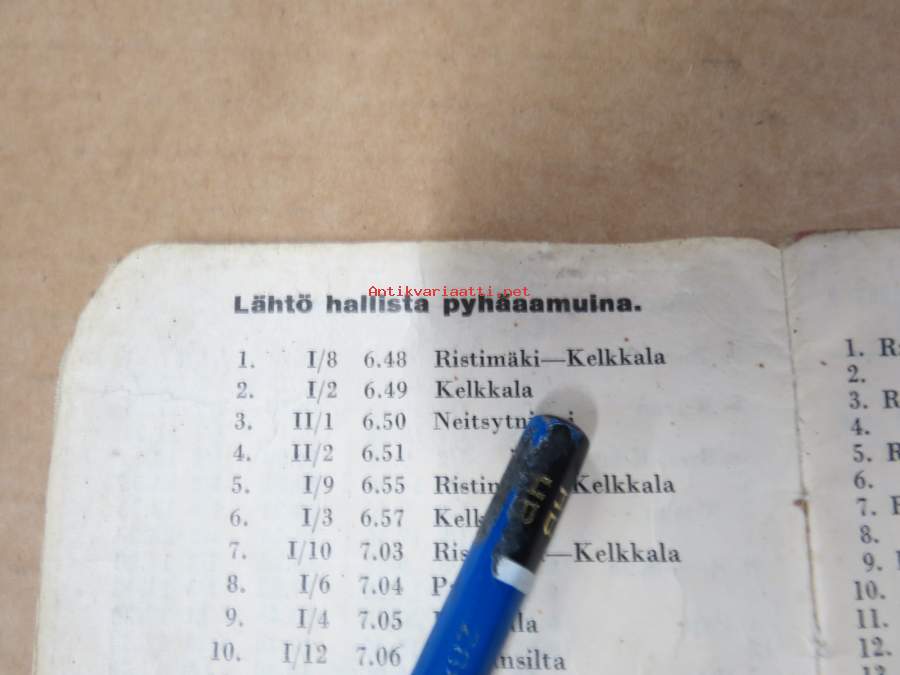 Antikvariaatti.net
Lähtö hallista pyhäaamuina.
1. I/8 6.48 Ristimäki—Kelkkala
2. I/2 6.49 Kelkkala
3. II/1 6.50
4. II/2 6.51
5. I/9 6.55 Kelkkala
6. I/3 6.57
7. I/10 7.03 —Kelkkala
8. I/6 7.04
9. I/4 7.05
10. I/12 7.06
1.
2.
3.
4.
5.
6.
7.
8.
9.
10.
11.
12.